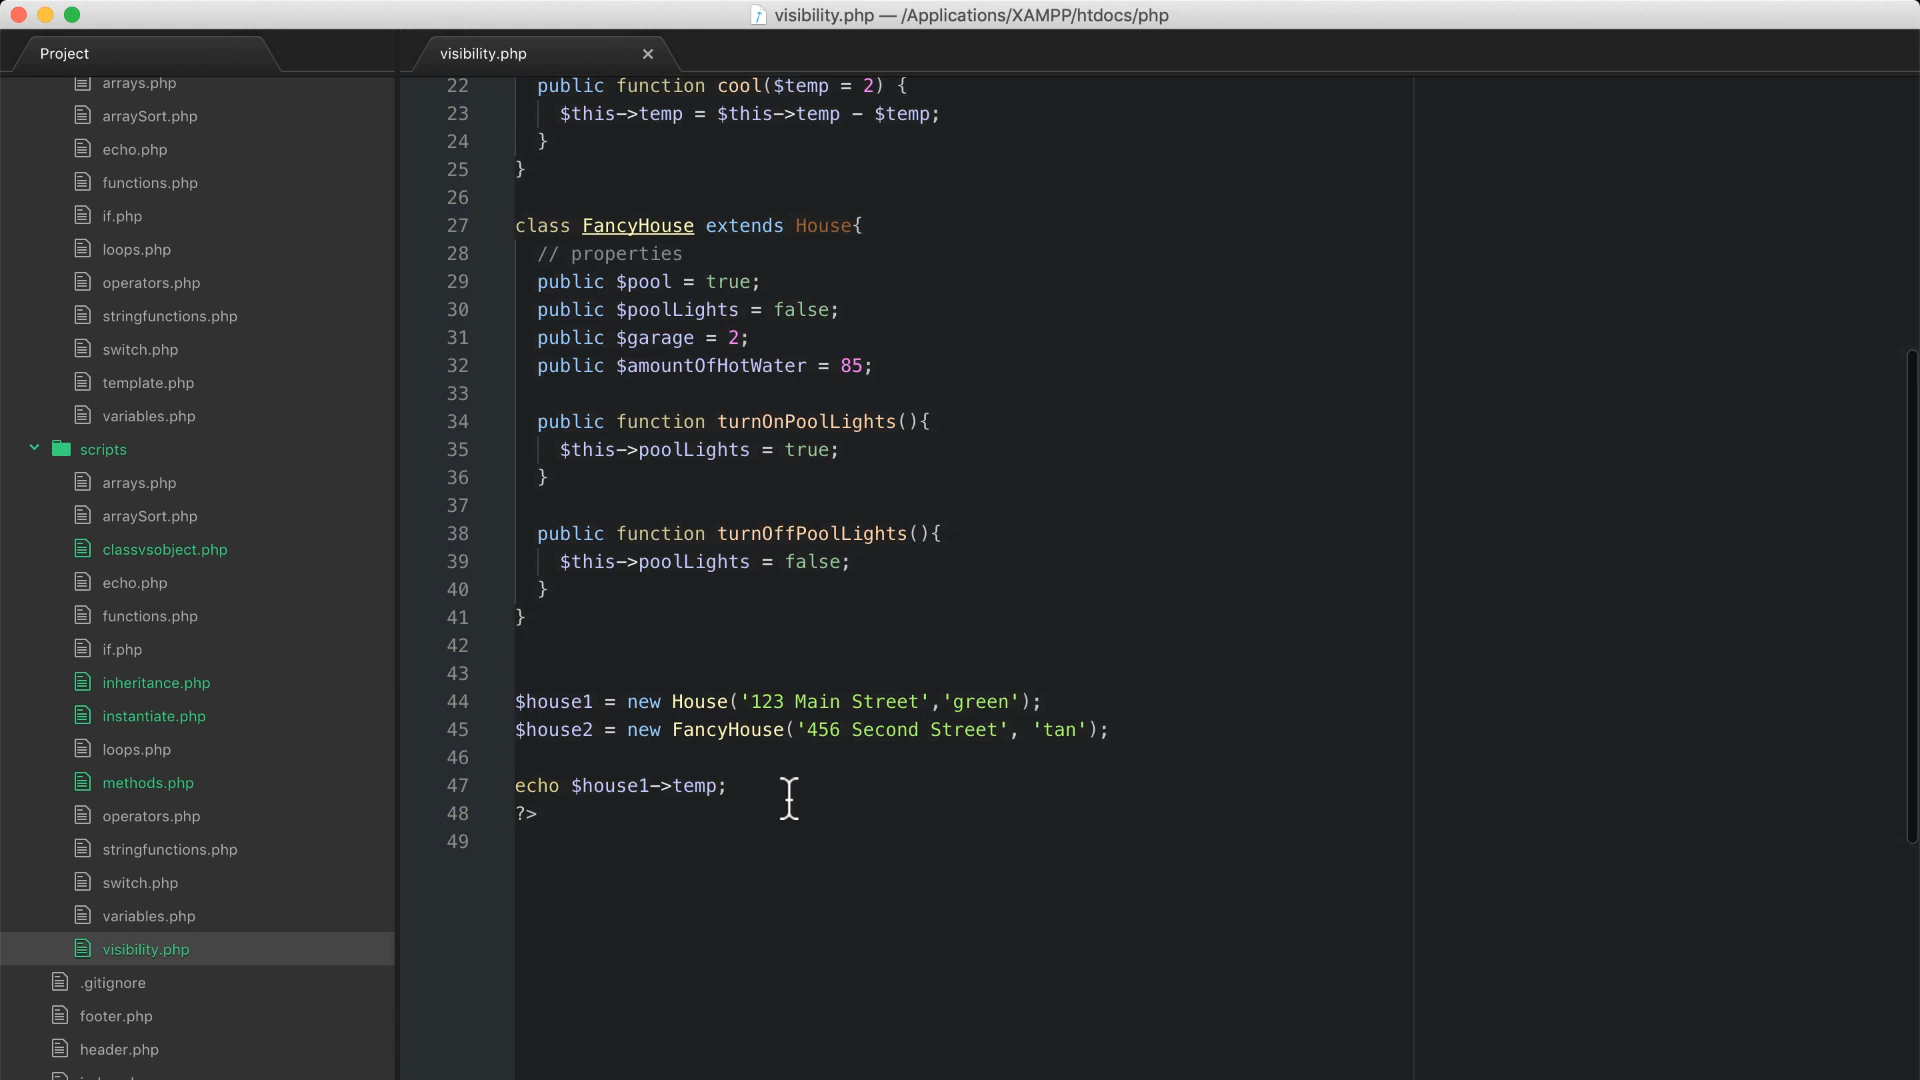 visibility.php — /Applications/XAMPP/htdocs/php
Project
visibility.php
arrays.php
arraySort.php
echo.php
functions.php
if.php
loops.php
operators.php
stringfunctions.php
switch.php
template.php
variables.php
scripts
arrays.php
arraySort.php
classvsobject.php
echo.php
functions.php
if.php
inheritance.php
instantiate.php
loops.php
methods.php
operators.php
stringfunctions.php
switch.php
variables.php
visibility.php
.gitignore
footer.php
header.php
22 public function cool($temp = 2) {
23 $this->temp = $this->temp - $temp;
24 }
25 }
26
27 class FancyHouse extends House{
28 // properties
29 public $pool = true;
30 public $poolLights = false;
31 public $garage = 2;
32 public $amountOfHotWater = 85;
33
34 public function turnOnPoolLights(){
35 $this->poolLights = true;
36 }
37
38 public function turnOffPoolLights(){
39 $this->poolLights = false;
40 }
41 }
42
43
44 $house1 = new House('123 Main Street','green');
45 $house2 = new FancyHouse('456 Second Street', 'tan');
46
47 echo $house1->temp;
48 ?>
49